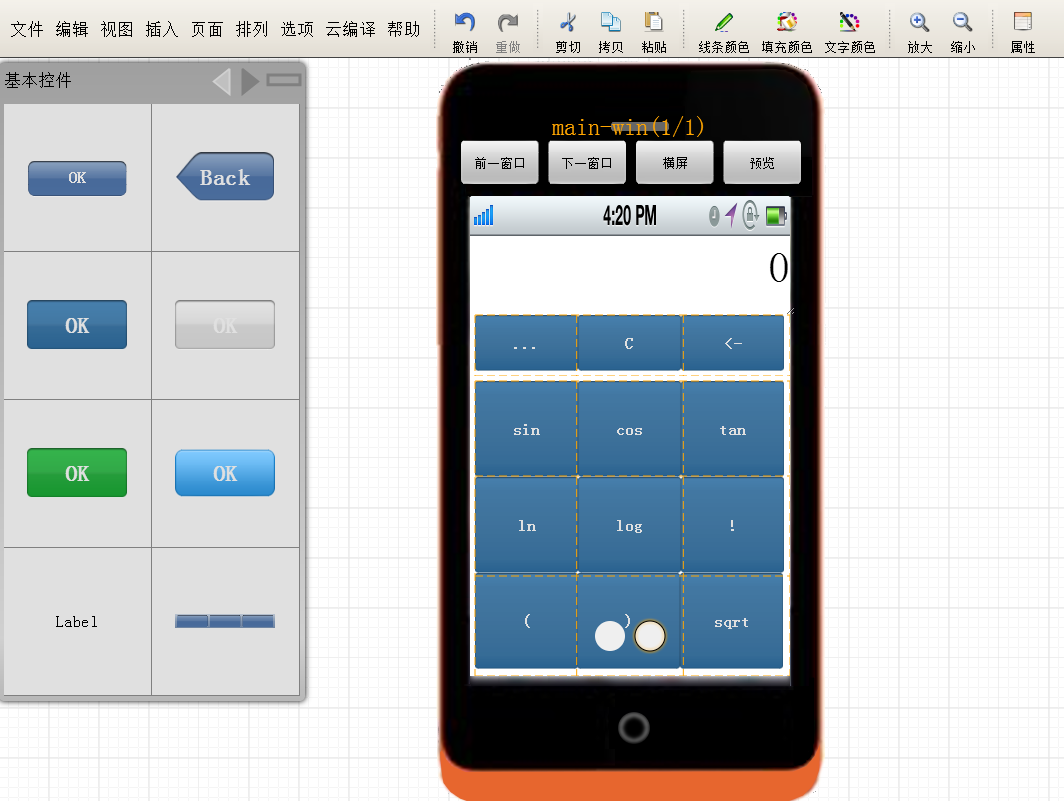 文件 编辑 视图 插入 页面 排列 选项 云编译 帮助
撤销 重做 剪切 拷贝 粘贴 线条颜色 填充颜色 文字颜色 放大 缩小 属性
基本控件
OK Back
OK OK
OK OK
Label
main-win(1/1)
前一窗口 下一窗口 横屏 预览
4:20 PM
0
... C <-
sin cos tan
ln log !
( ) sqrt